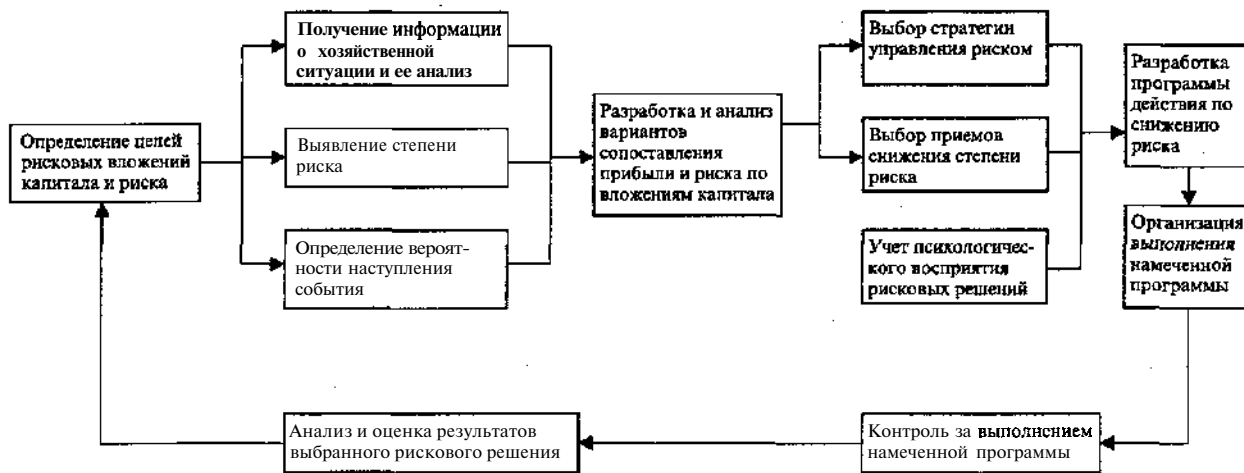 Определение целей
рисковых вложений
капитала и риска
Получение информации
о хозяйственной
ситуации и ее анализ
Выявление степени
риска
Определение вероят-
ности наступления
события
Разработка и анализ
вариантов
сопоставления
прибыли и риска по
вложениям капитала
Выбор стратегии
управления риском
Выбор приемов
снижения степени
риска
Учет психологичес-
кого восприятия
рисковых решений
Разработка
программы
действия по
снижению
риска
Организация
выполнения
намеченной
программы
Контроль за выполнением
намеченной программы
Анализ и оценка результатов
выбранного рискового решения